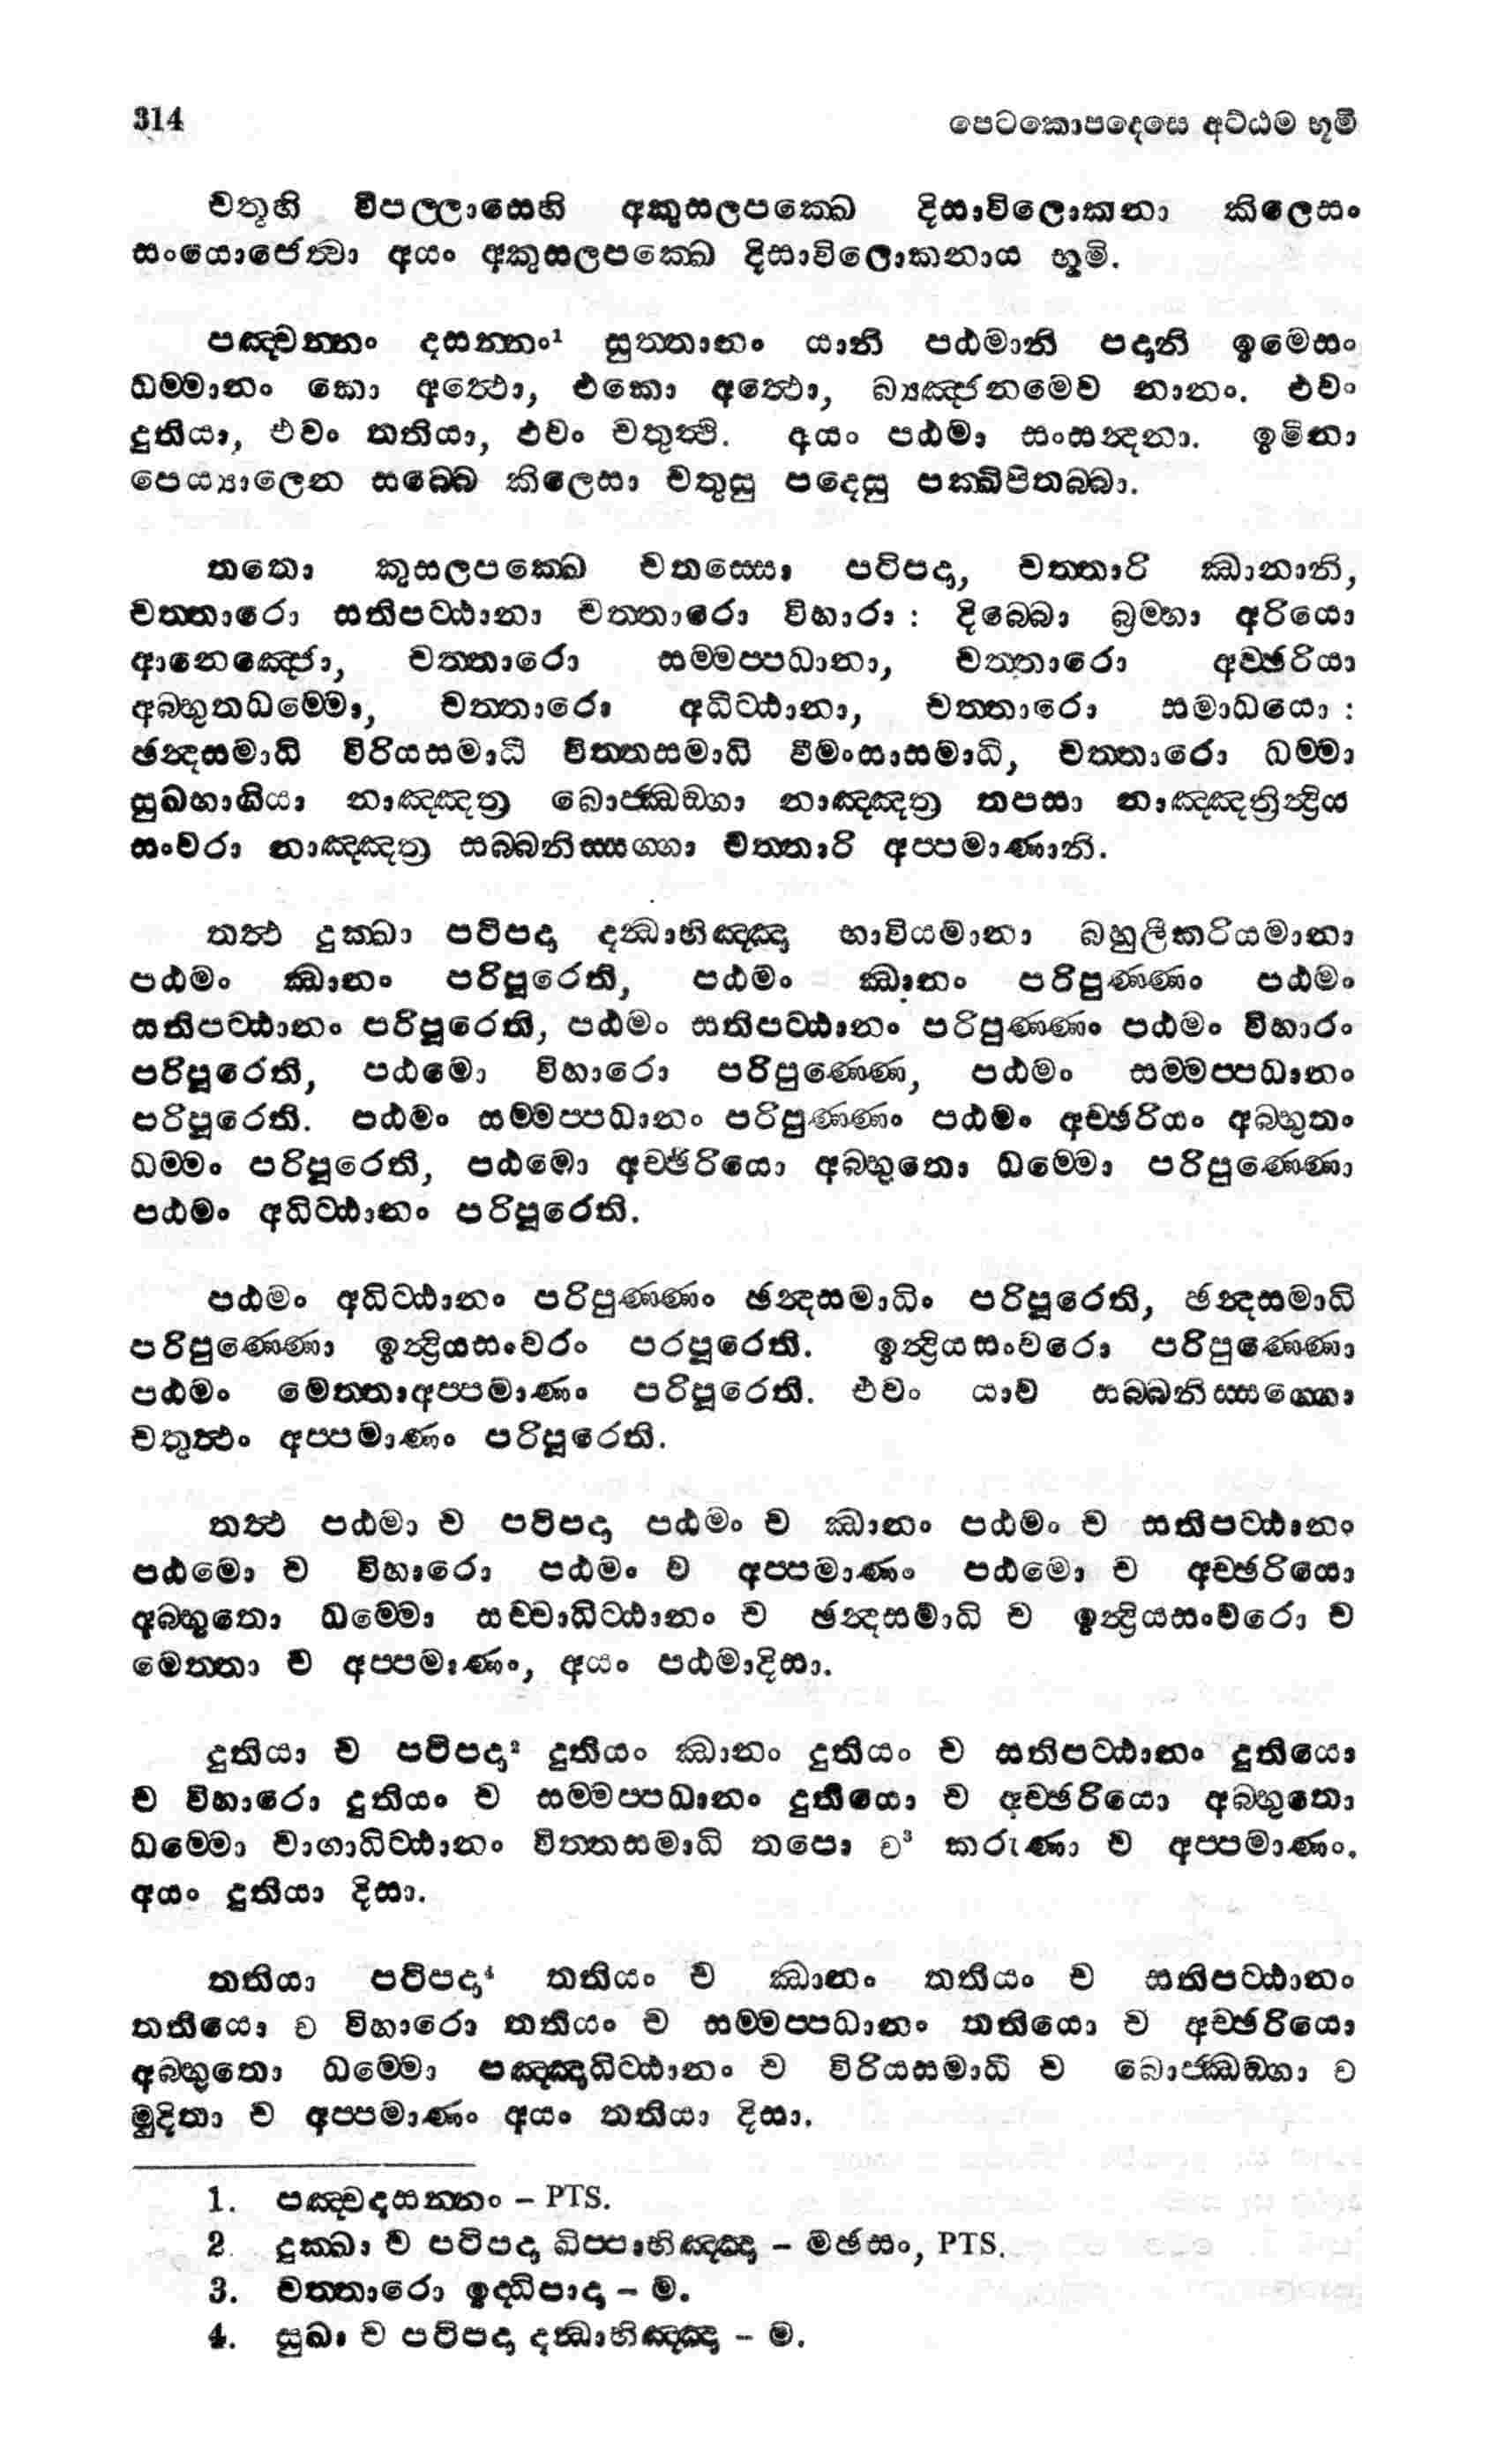 314 පෙටකොපදෙසෙ අට්ඨම භූමි
චතූහි විපල්ලාසෙහි අකුසලපක්ඛෙ දිසාවිලොකනා කිලෙසං
සංයොජෙත්වා අයං අකුසලපක්ඛෙ දිසාවිලොකනාය භූමි.
පඤ්චන්නං දසන්නං¹ සුත්තානං යානි පඨමානි පදානි ඉමෙසං
ධම්මානං කො අත්ථො, එකො අත්ථො, බ්‍යඤ්ජනමෙව නානං. එවං
දුතියා, එවං තතියා, එවං චතුත්ථි. අයං පඨමා සංසන්දනා. ඉමිනා
පෙය්‍යාලෙන සබ්බෙ කිලෙසා චතුසු පදෙසු පක්ඛිපිතබ්බා.
තතො කුසලපක්ඛෙ චතස්සො පටිපදා, චත්තාරි ඣානානි,
චත්තාරො සතිපට්ඨානා චත්තාරො විහාරා : දිබ්බො බ්‍රම්හා අරියො
ආනෙඤ්ජො, චත්තාරො සම්මප්පධානා, චත්තාරො අච්ඡරියා
අබ්භුතධම්මො, චත්තාරො අධිට්ඨානා, චත්තාරො සමාධයො :
ඡන්දසමාධි විරියසමාධි චිත්තසමාධි වීමංසාසමාධි, චත්තාරො ධම්මා
සුඛභාගියා නාඤ්ඤත්‍ර බොජ්ඣඞ්ගා නාඤ්ඤත්‍ර තපසා නාඤ්ඤත්‍රින්ද්‍රිය
සංවරා නාඤ්ඤත්‍ර සබ්බනිස්සග්ගා චත්තාරි අප්පමාණානි.
තත්ථ දුක්ඛා පටිපදා දන්ධාභිඤ්ඤා භාවියමානා බහුලීකරියමානා
පඨමං ඣානං පරිපූරෙති, පඨමං ඣානං පරිපුණ්ණං පඨමං
සතිපට්ඨානං පරිපූරෙති, පඨමං සතිපට්ඨානං පරිපුණ්ණං පඨමං විහාරං
පරිපූරෙති, පඨමො විහාරො පරිපුණ්ණෙ, පඨමං සම්මප්පධානං
පරිපූරෙති. පඨමං සම්මප්පධානං පරිපුණ්ණං පඨමං අච්ඡරියං අබ්භුතං
ධම්මං පරිපූරෙති, පඨමො අච්ඡරියො අබ්භුතො ධම්මො පරිපුණ්ණො
පඨමං අධිට්ඨානං පරිපූරෙති.
පඨමං අධිට්ඨානං පරිපුණ්ණං ඡන්දසමාධිං පරිපූරෙති, ඡන්දසමාධි
පරිපුණ්ණො ඉන්ද්‍රියසංවරං පරපූරෙති. ඉන්ද්‍රියසංවරො පරිපුණ්ණො
පඨමං මෙත්තාඅප්පමාණං පරිපූරෙති. එවං යාව සබ්බනිස්සග්ගො
චතුත්ථං අප්පමාණං පරිපූරෙති.
තත්ථ පඨමා ච පටිපදා පඨමං ච ඣානං පඨමං ච සතිපට්ඨානං
පඨමො ච විහාරො පඨමං ච අප්පමාණං පඨමො ච අච්ඡරියො
අබ්භුතො ධම්මො සච්චාධිට්ඨානං ච ඡන්දසමාධි ච ඉන්ද්‍රියසංවරො ච
මෙත්තා ච අප්පමාණං, අයං පඨමාදිසා.
දුතියා ච පටිපදා² දුතියං ඣානං දුතියං ච සතිපට්ඨානං දුතියො
ච විහාරො දුතියං ච සම්මප්පධානං දුතියො ච අච්ඡරියො අබ්භුතො
ධම්මො චාගාධිට්ඨානං චිත්තසමාධි තපො ච³ කරුණා ච අප්පමාණං.
අයං දුතියා දිසා.
තතියා පටිපදා⁴ තතියං ච ඣානං තතියං ච සතිපට්ඨානං
තතියො ච විහාරො තතියං ච සම්මප්පධානං තතියො ච අච්ඡරියො
අබ්භුතො ධම්මො පඤ්ඤාධිට්ඨානං ච විරියසමාධි ච බොජ්ඣඞ්ගා ච
මුදිතා ච අප්පමාණං අයං තතියා දිසා.
1. පඤ්චදසන්නං – PTS.
2. දුක්ඛා ච පටිපදා ඛිප්පාභිඤ්ඤා – මඡසං, PTS.
3. චත්තාරො ඉද්ධිපාදා – ම.
4. සුඛා ච පටිපදා දන්ධාභිඤ්ඤා – ම.